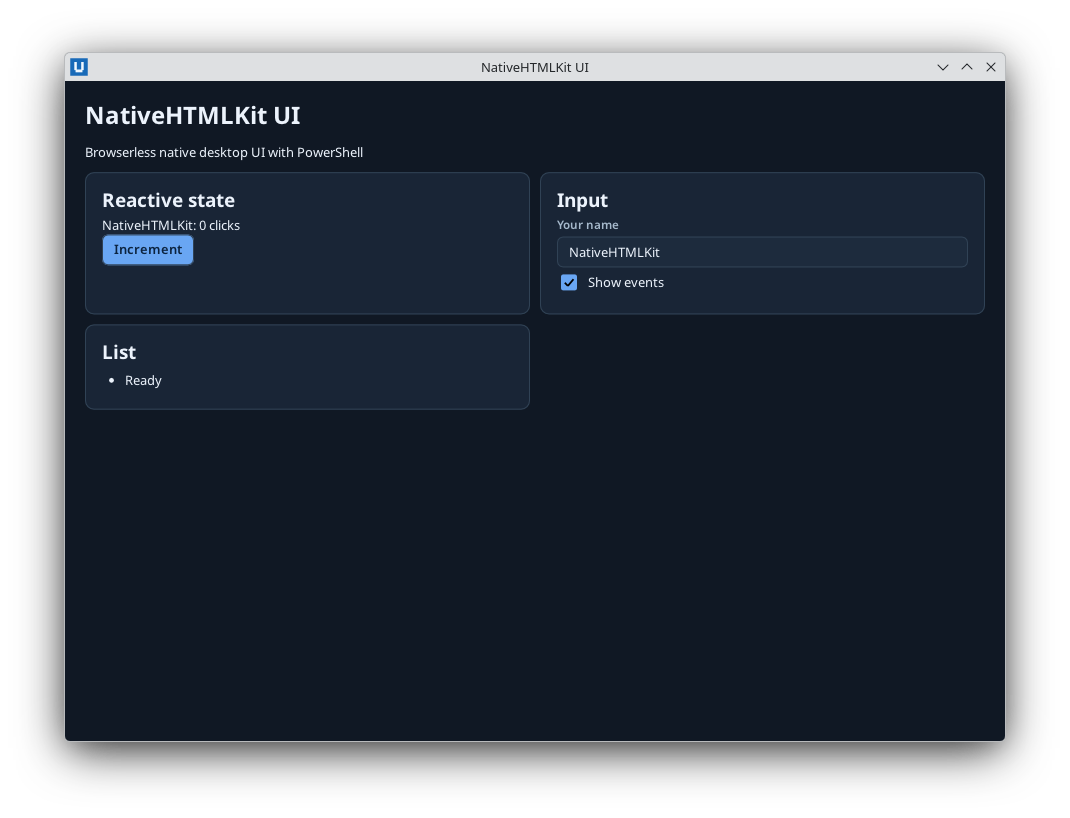 NativeHTMLKit UI
NativeHTMLKit UI
Browserless native desktop UI with PowerShell
Reactive state
NativeHTMLKit: 0 clicks
Increment
Input
Your name
NativeHTMLKit
Show events
List
Ready